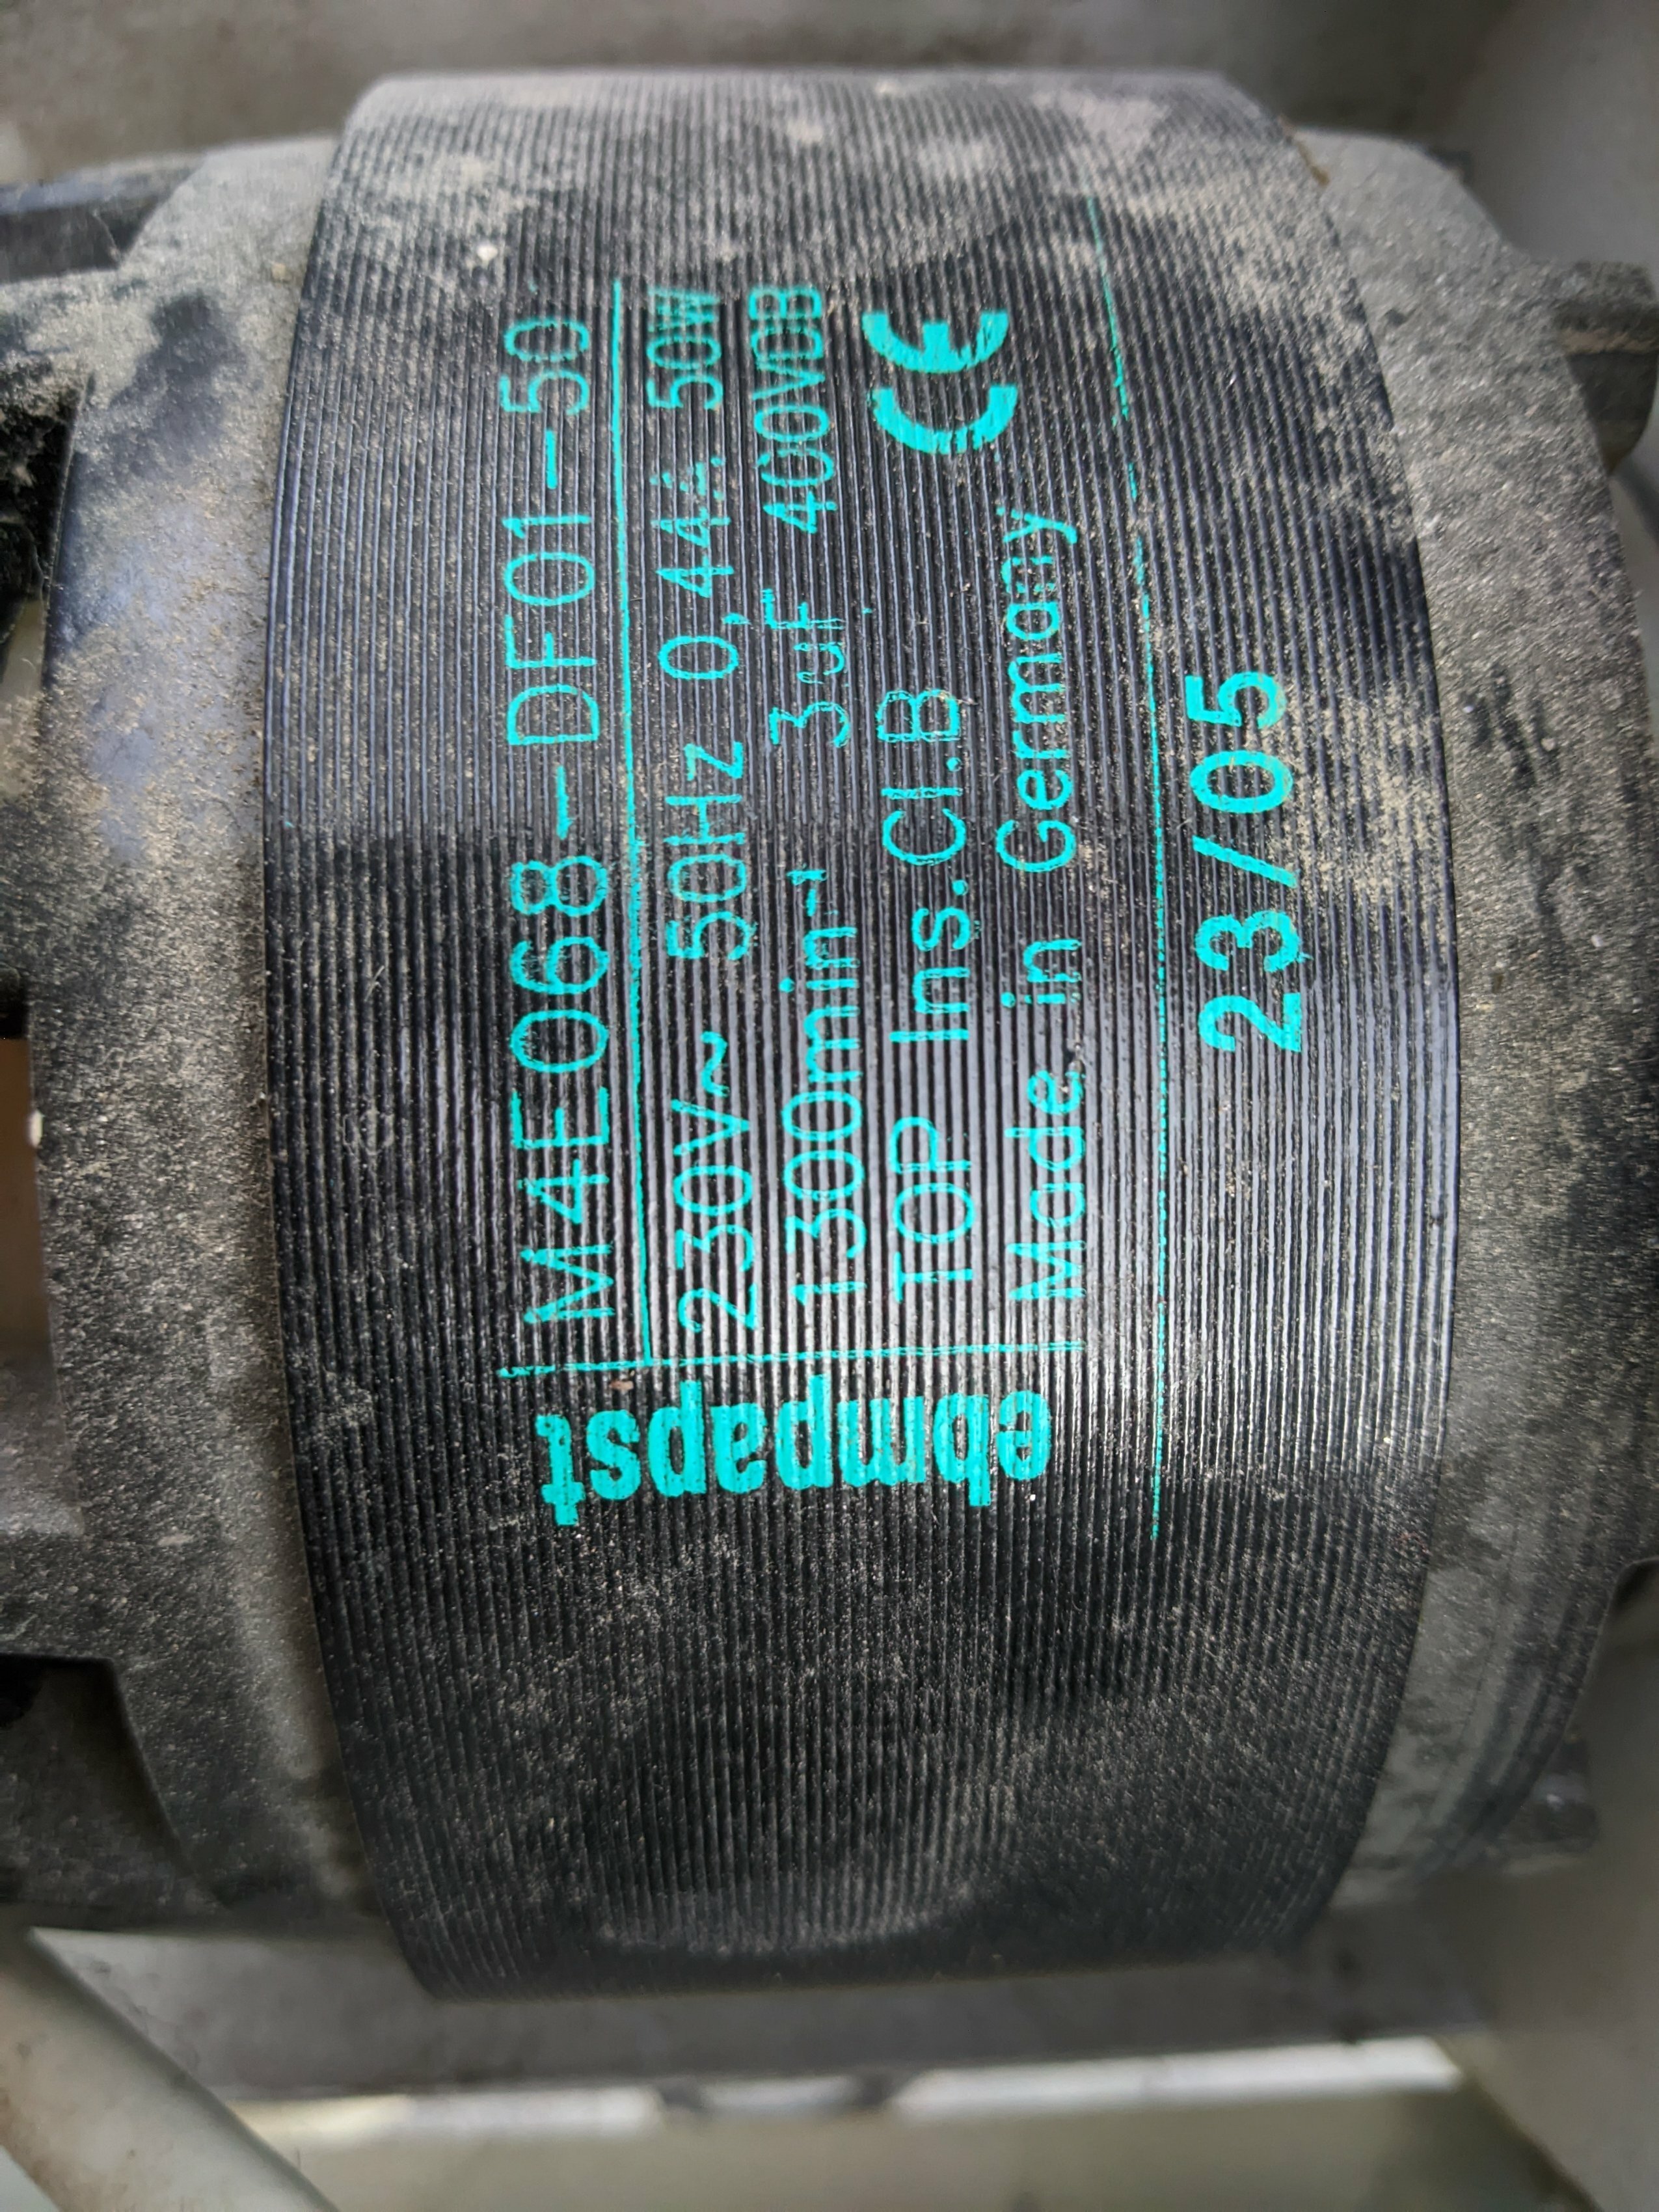 ebmpapst
M4E068-DF01-50
230V~ 50Hz 0,44A 50W
1300min-1 3µF 400VDB
TOP Ins.Cl.B CE
Made in Germany
23/05